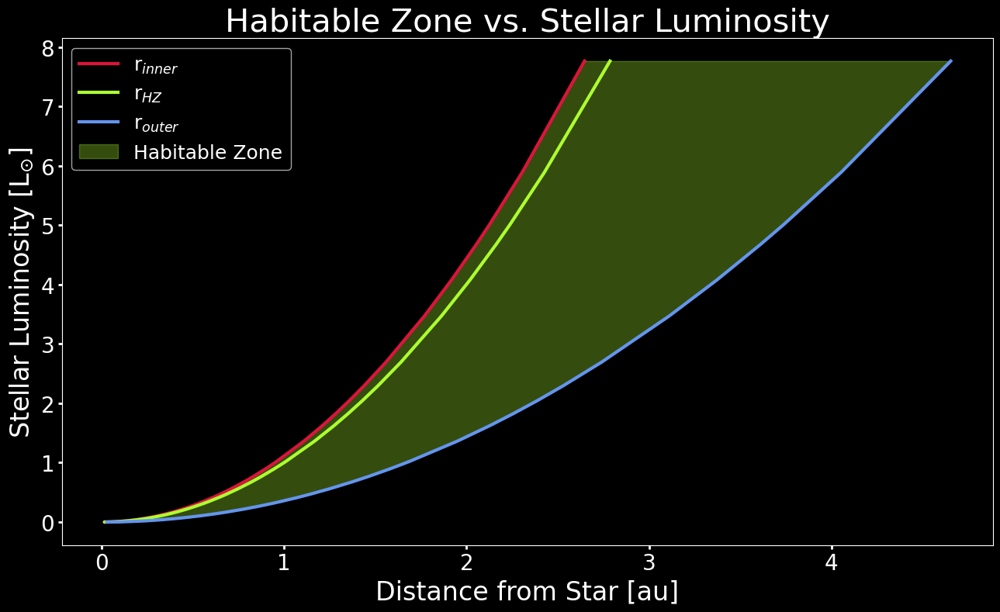 Habitable Zone vs. Stellar Luminosity
8
7
6
5
4
3
2
1
0
Stellar Luminosity [L☉]
r_inner
r_HZ
r_outer
Habitable Zone
0 1 2 3 4
Distance from Star [au]